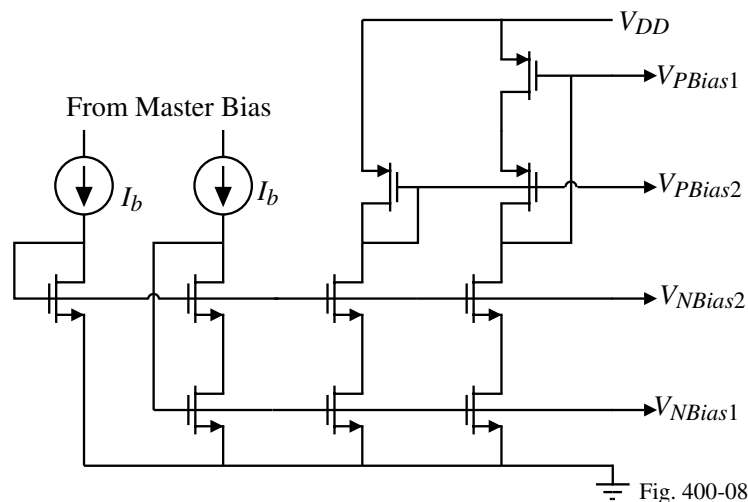 V_DD
V_PBias1
From Master Bias
I_b
I_b
V_PBias2
V_NBias2
V_NBias1
Fig. 400-08